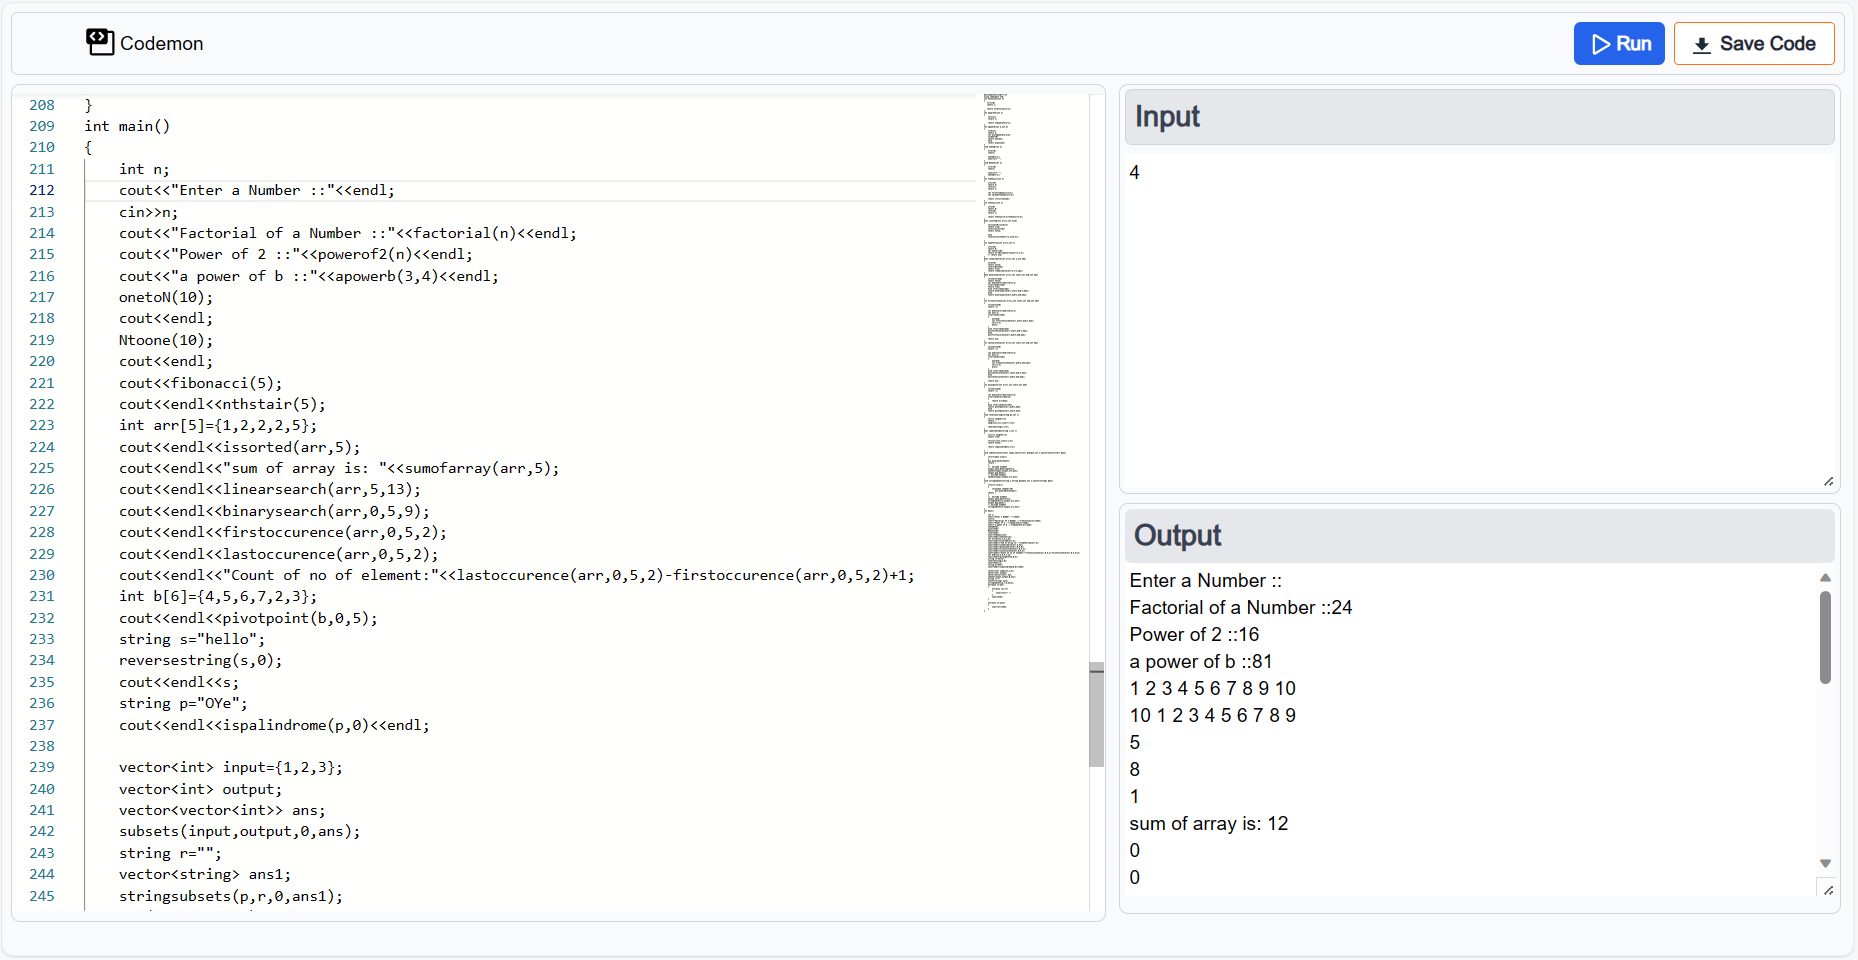 Codemon
Run
Save Code
208 }
209 int main()
210 {
211 int n;
212 cout<<"Enter a Number ::"<<endl;
213 cin>>n;
214 cout<<"Factorial of a Number ::"<<factorial(n)<<endl;
215 cout<<"Power of 2 ::"<<powerof2(n)<<endl;
216 cout<<"a power of b ::"<<apowerb(3,4)<<endl;
217 onetoN(10);
218 cout<<endl;
219 Ntoone(10);
220 cout<<endl;
221 cout<<fibonacci(5);
222 cout<<endl<<nthstair(5);
223 int arr[5]={1,2,2,2,5};
224 cout<<endl<<issorted(arr,5);
225 cout<<endl<<"sum of array is: "<<sumofarray(arr,5);
226 cout<<endl<<linearsearch(arr,5,13);
227 cout<<endl<<binarysearch(arr,0,5,9);
228 cout<<endl<<firstoccurence(arr,0,5,2);
229 cout<<endl<<lastoccurence(arr,0,5,2);
230 cout<<endl<<"Count of no of element:"<<lastoccurence(arr,0,5,2)-firstoccurence(arr,0,5,2)+1;
231 int b[6]={4,5,6,7,2,3};
232 cout<<endl<<pivotpoint(b,0,5);
233 string s="hello";
234 reversestring(s,0);
235 cout<<endl<<s;
236 string p="OYe";
237 cout<<endl<<ispalindrome(p,0)<<endl;
238
239 vector<int> input={1,2,3};
240 vector<int> output;
241 vector<vector<int>> ans;
242 subsets(input,output,0,ans);
243 string r="";
244 vector<string> ans1;
245 stringsubsets(p,r,0,ans1);
Input
4
Output
Enter a Number ::
Factorial of a Number ::24
Power of 2 ::16
a power of b ::81
1 2 3 4 5 6 7 8 9 10
10 1 2 3 4 5 6 7 8 9
5
8
1
sum of array is: 12
0
0